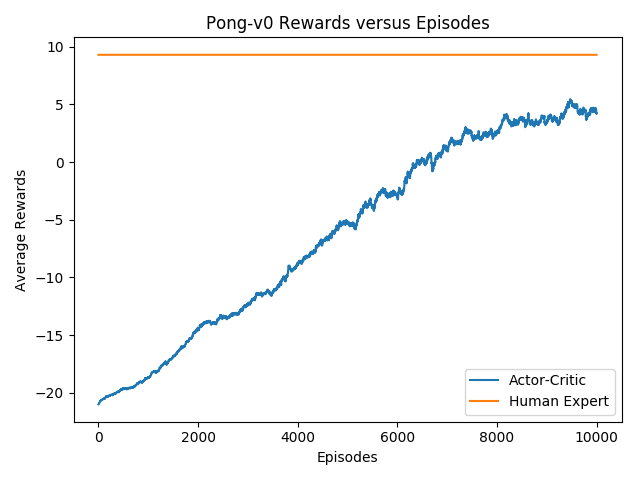 Pong-v0 Rewards versus Episodes
10
5
0
−5
−10
−15
−20
Average Rewards
0 2000 4000 6000 8000 10000
Episodes
Actor-Critic
Human Expert